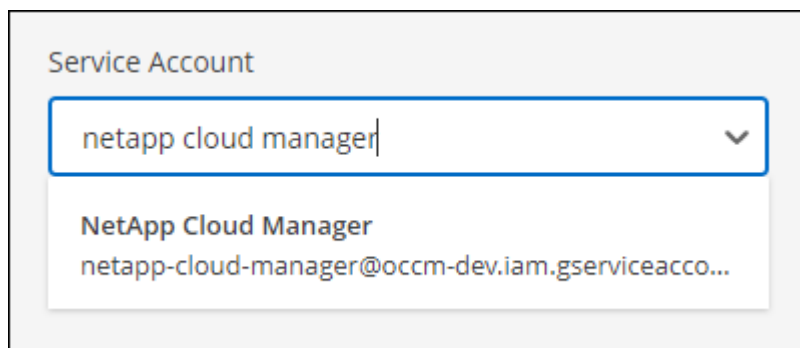 Service Account
netapp cloud manager
NetApp Cloud Manager
netapp-cloud-manager@occm-dev.iam.gserviceacco...